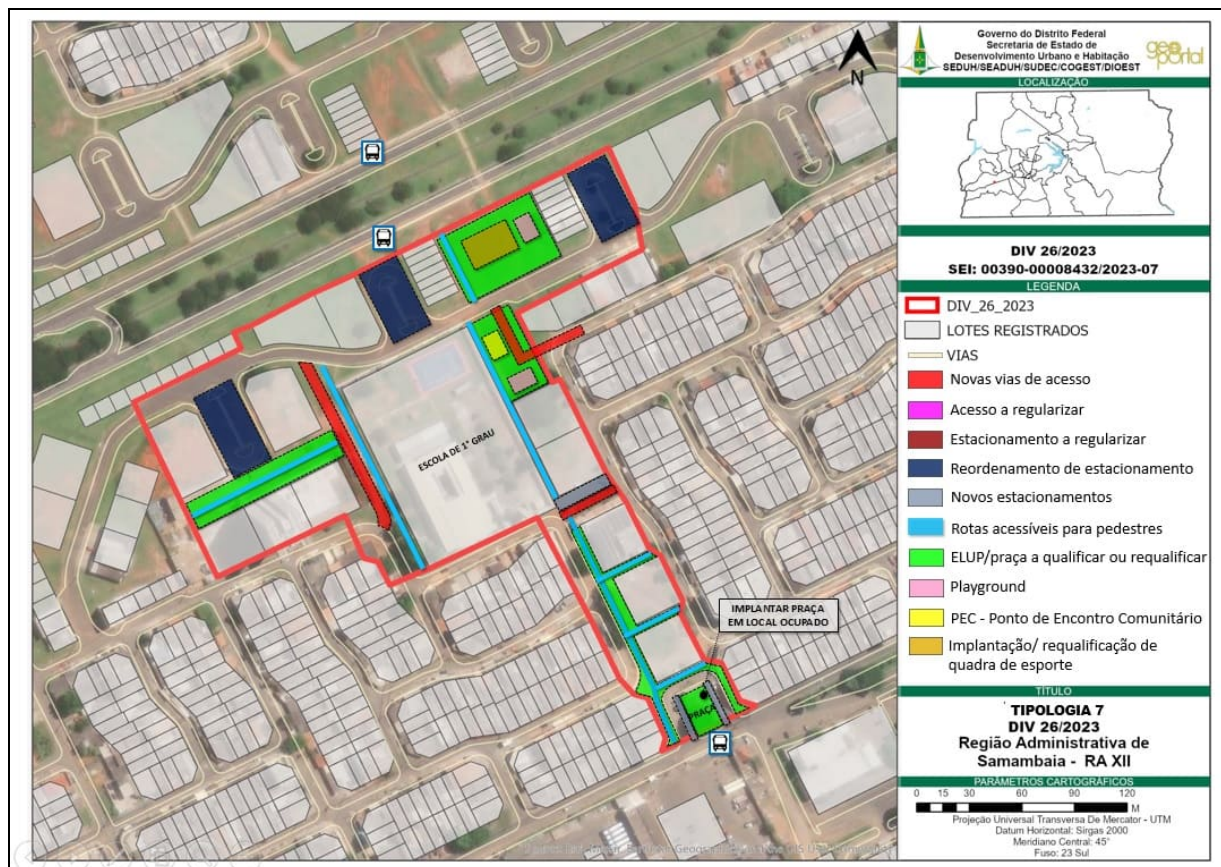 N
ESCOLA DE 1° GRAU
IMPLANTAR PRAÇA
EM LOCAL OCUPADO
PRAÇA
Governo do Distrito Federal
Secretaria de Estado de
Desenvolvimento Urbano e Habitação
SEDUH/SEADUH/SUDEC/COGEST/DIOEST
geo
portal
LOCALIZAÇÃO
DIV 26/2023
SEI: 00390-00008432/2023-07
LEGENDA
DIV_26_2023
LOTES REGISTRADOS
VIAS
Novas vias de acesso
Acesso a regularizar
Estacionamento a regularizar
Reordenamento de estacionamento
Novos estacionamentos
Rotas acessíveis para pedestres
ELUP/praça a qualificar ou requalificar
Playground
PEC - Ponto de Encontro Comunitário
Implantação/ requalificação de
quadra de esporte
TÍTULO
TIPOLOGIA 7
DIV 26/2023
Região Administrativa de
Samambaia - RA XII
PARÂMETROS CARTOGRÁFICOS
0 15 30 60 90 120
M
Projeção Universal Transversa De Mercator - UTM
Datum Horizontal: Sirgas 2000
Meridiano Central: 45°
Fuso: 23 Sul